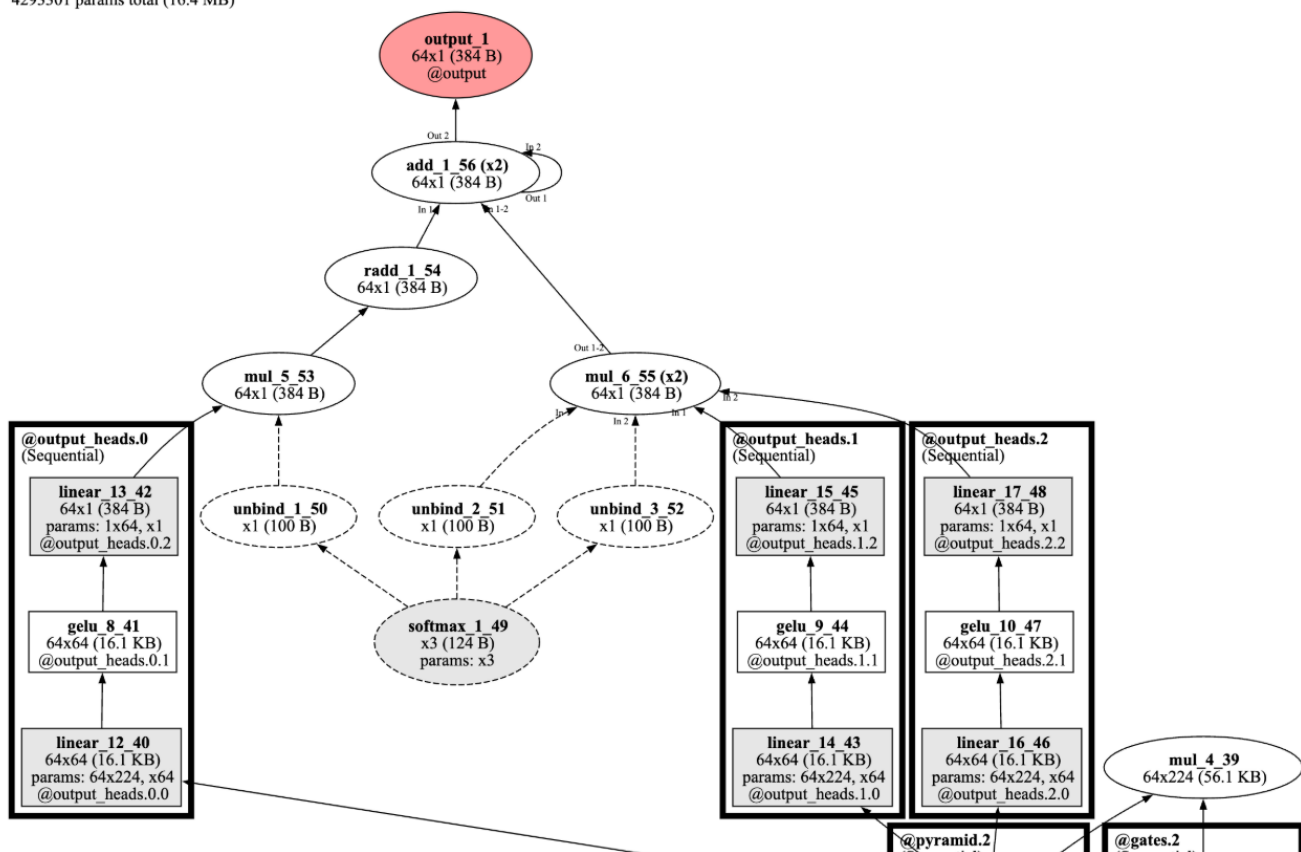 4293301 params total (16.4 MB)
output_1
64x1 (384 B)
@output
Out 2
In 2
add_1_56 (x2)
64x1 (384 B)
Out 1
In 1
In 1-2
radd_1_54
64x1 (384 B)
Out 1-2
mul_5_53
64x1 (384 B)
mul_6_55 (x2)
64x1 (384 B)
In 2
In 1
In 2
@output_heads.0
(Sequential)
linear_13_42
64x1 (384 B)
params: 1x64, x1
@output_heads.0.2
gelu_8_41
64x64 (16.1 KB)
@output_heads.0.1
linear_12_40
64x64 (16.1 KB)
params: 64x224, x64
@output_heads.0.0
unbind_1_50
x1 (100 B)
unbind_2_51
x1 (100 B)
unbind_3_52
x1 (100 B)
softmax_1_49
x3 (124 B)
params: x3
@output_heads.1
(Sequential)
linear_15_45
64x1 (384 B)
params: 1x64, x1
@output_heads.1.2
gelu_9_44
64x64 (16.1 KB)
@output_heads.1.1
linear_14_43
64x64 (16.1 KB)
params: 64x224, x64
@output_heads.1.0
@output_heads.2
(Sequential)
linear_17_48
64x1 (384 B)
params: 1x64, x1
@output_heads.2.2
gelu_10_47
64x64 (16.1 KB)
@output_heads.2.1
linear_16_46
64x64 (16.1 KB)
params: 64x224, x64
@output_heads.2.0
mul_4_39
64x224 (56.1 KB)
@pyramid.2
@gates.2